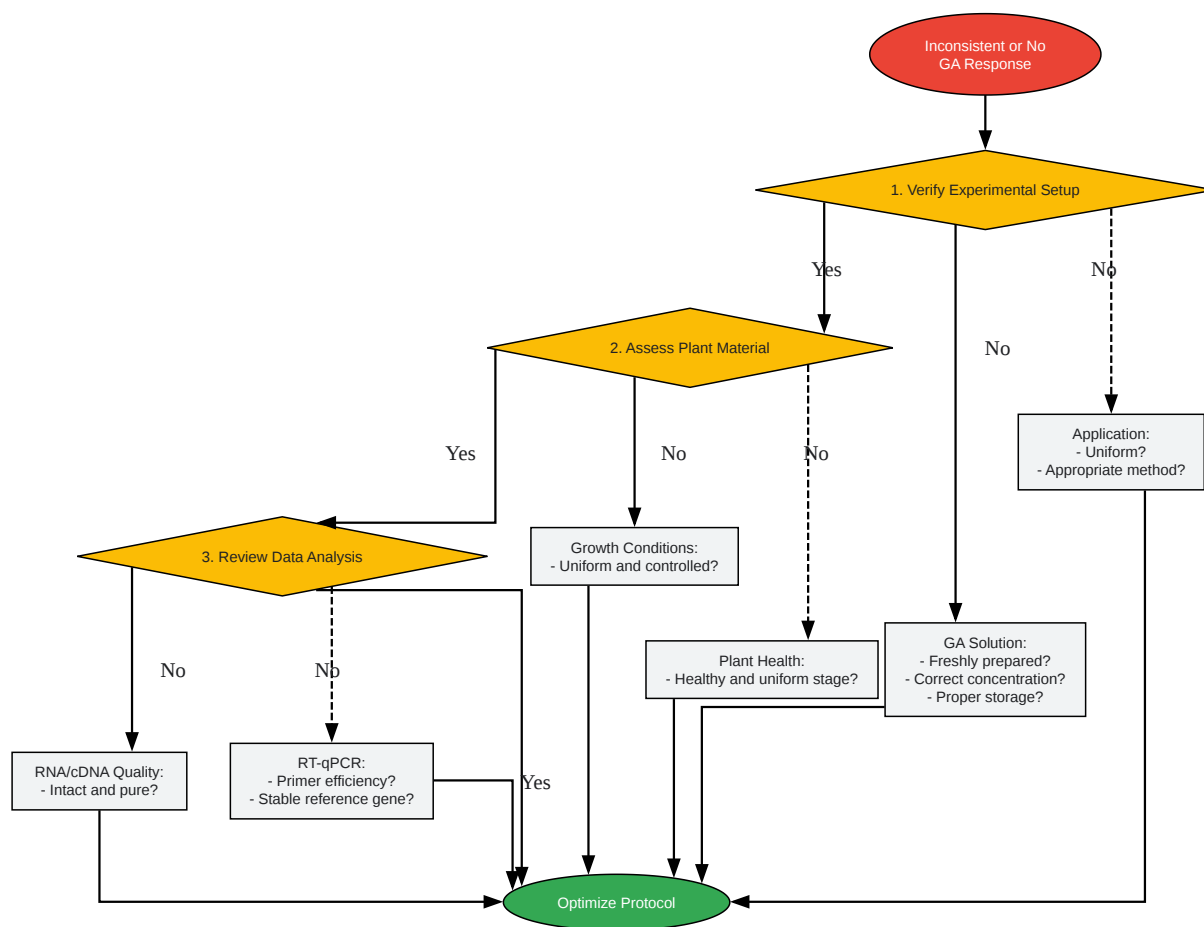 Inconsistent or No
GA Response
1. Verify Experimental Setup
Yes
No
No
2. Assess Plant Material
Yes
No
No
Application:
- Uniform?
- Appropriate method?
3. Review Data Analysis
Growth Conditions:
- Uniform and controlled?
No
No
Yes
Plant Health:
- Healthy and uniform stage?
GA Solution:
- Freshly prepared?
- Correct concentration?
- Proper storage?
RNA/cDNA Quality:
- Intact and pure?
RT-qPCR:
- Primer efficiency?
- Stable reference gene?
Optimize Protocol